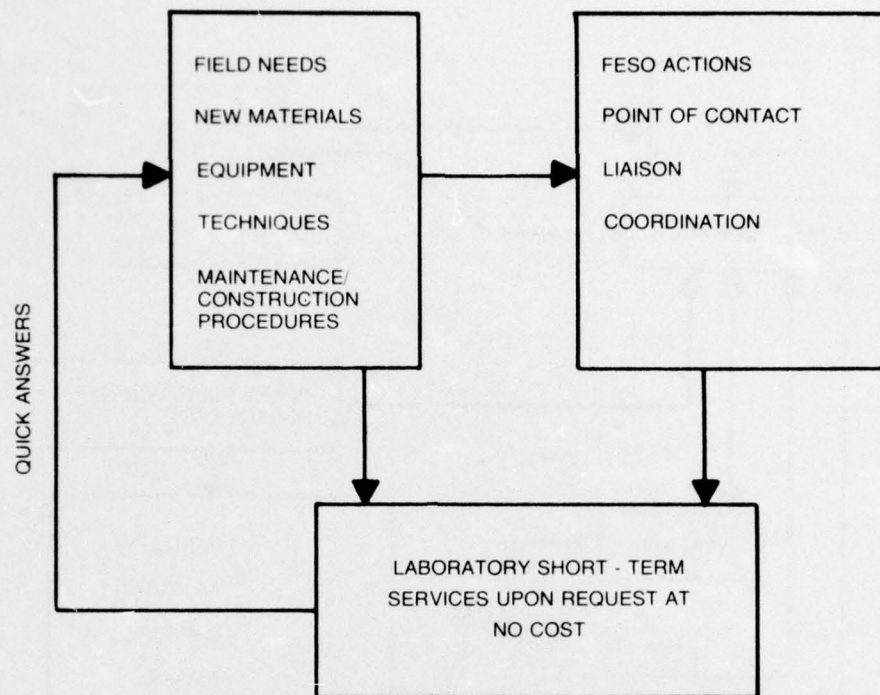 FIELD NEEDS
NEW MATERIALS
EQUIPMENT
TECHNIQUES
MAINTENANCE/
CONSTRUCTION
PROCEDURES
FESO ACTIONS
POINT OF CONTACT
LIAISON
COORDINATION
QUICK ANSWERS
LABORATORY SHORT - TERM
SERVICES UPON REQUEST AT
NO COST